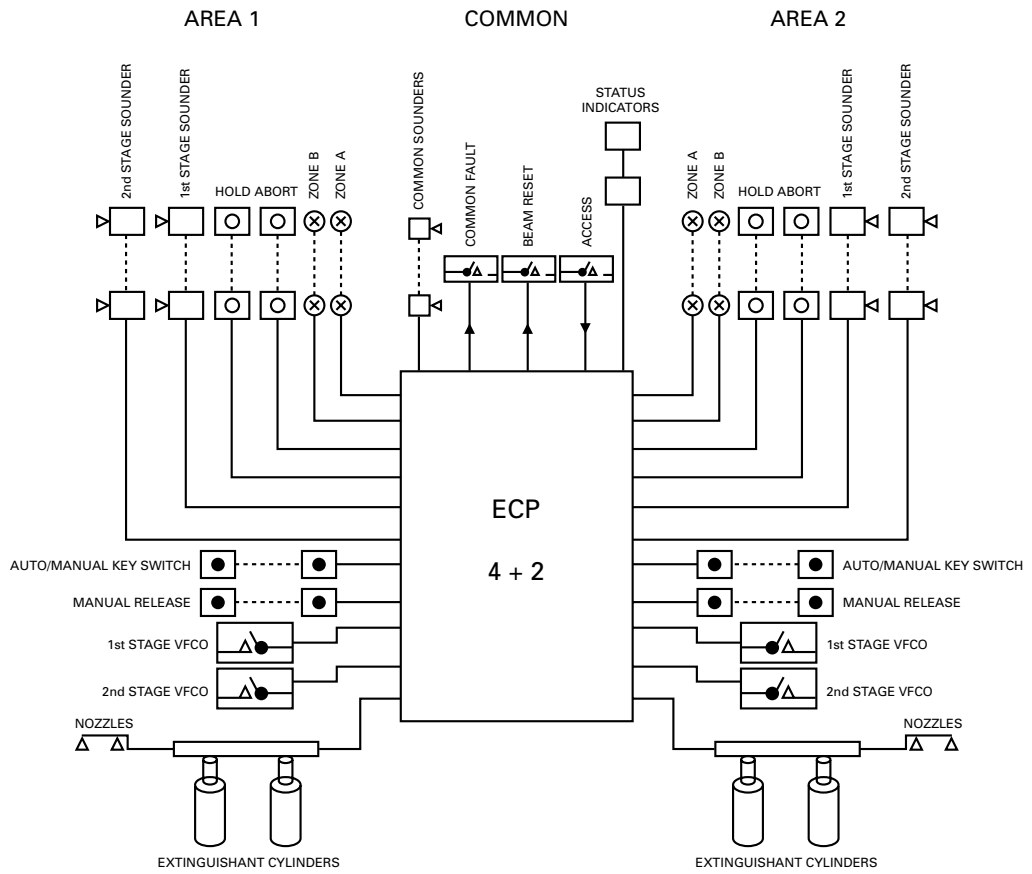 AREA 1
COMMON
AREA 2
2nd STAGE SOUNDER
1st STAGE SOUNDER
HOLD ABORT
ZONE B
ZONE A
COMMON SOUNDERS
COMMON FAULT
BEAM RESET
ACCESS
STATUS
INDICATORS
ZONE A
ZONE B
HOLD ABORT
1st STAGE SOUNDER
2nd STAGE SOUNDER
ECP
4 + 2
AUTO/MANUAL KEY SWITCH
MANUAL RELEASE
1st STAGE VFCO
2nd STAGE VFCO
NOZZLES
EXTINGUISHANT CYLINDERS
AUTO/MANUAL KEY SWITCH
MANUAL RELEASE
1st STAGE VFCO
2nd STAGE VFCO
NOZZLES
EXTINGUISHANT CYLINDERS